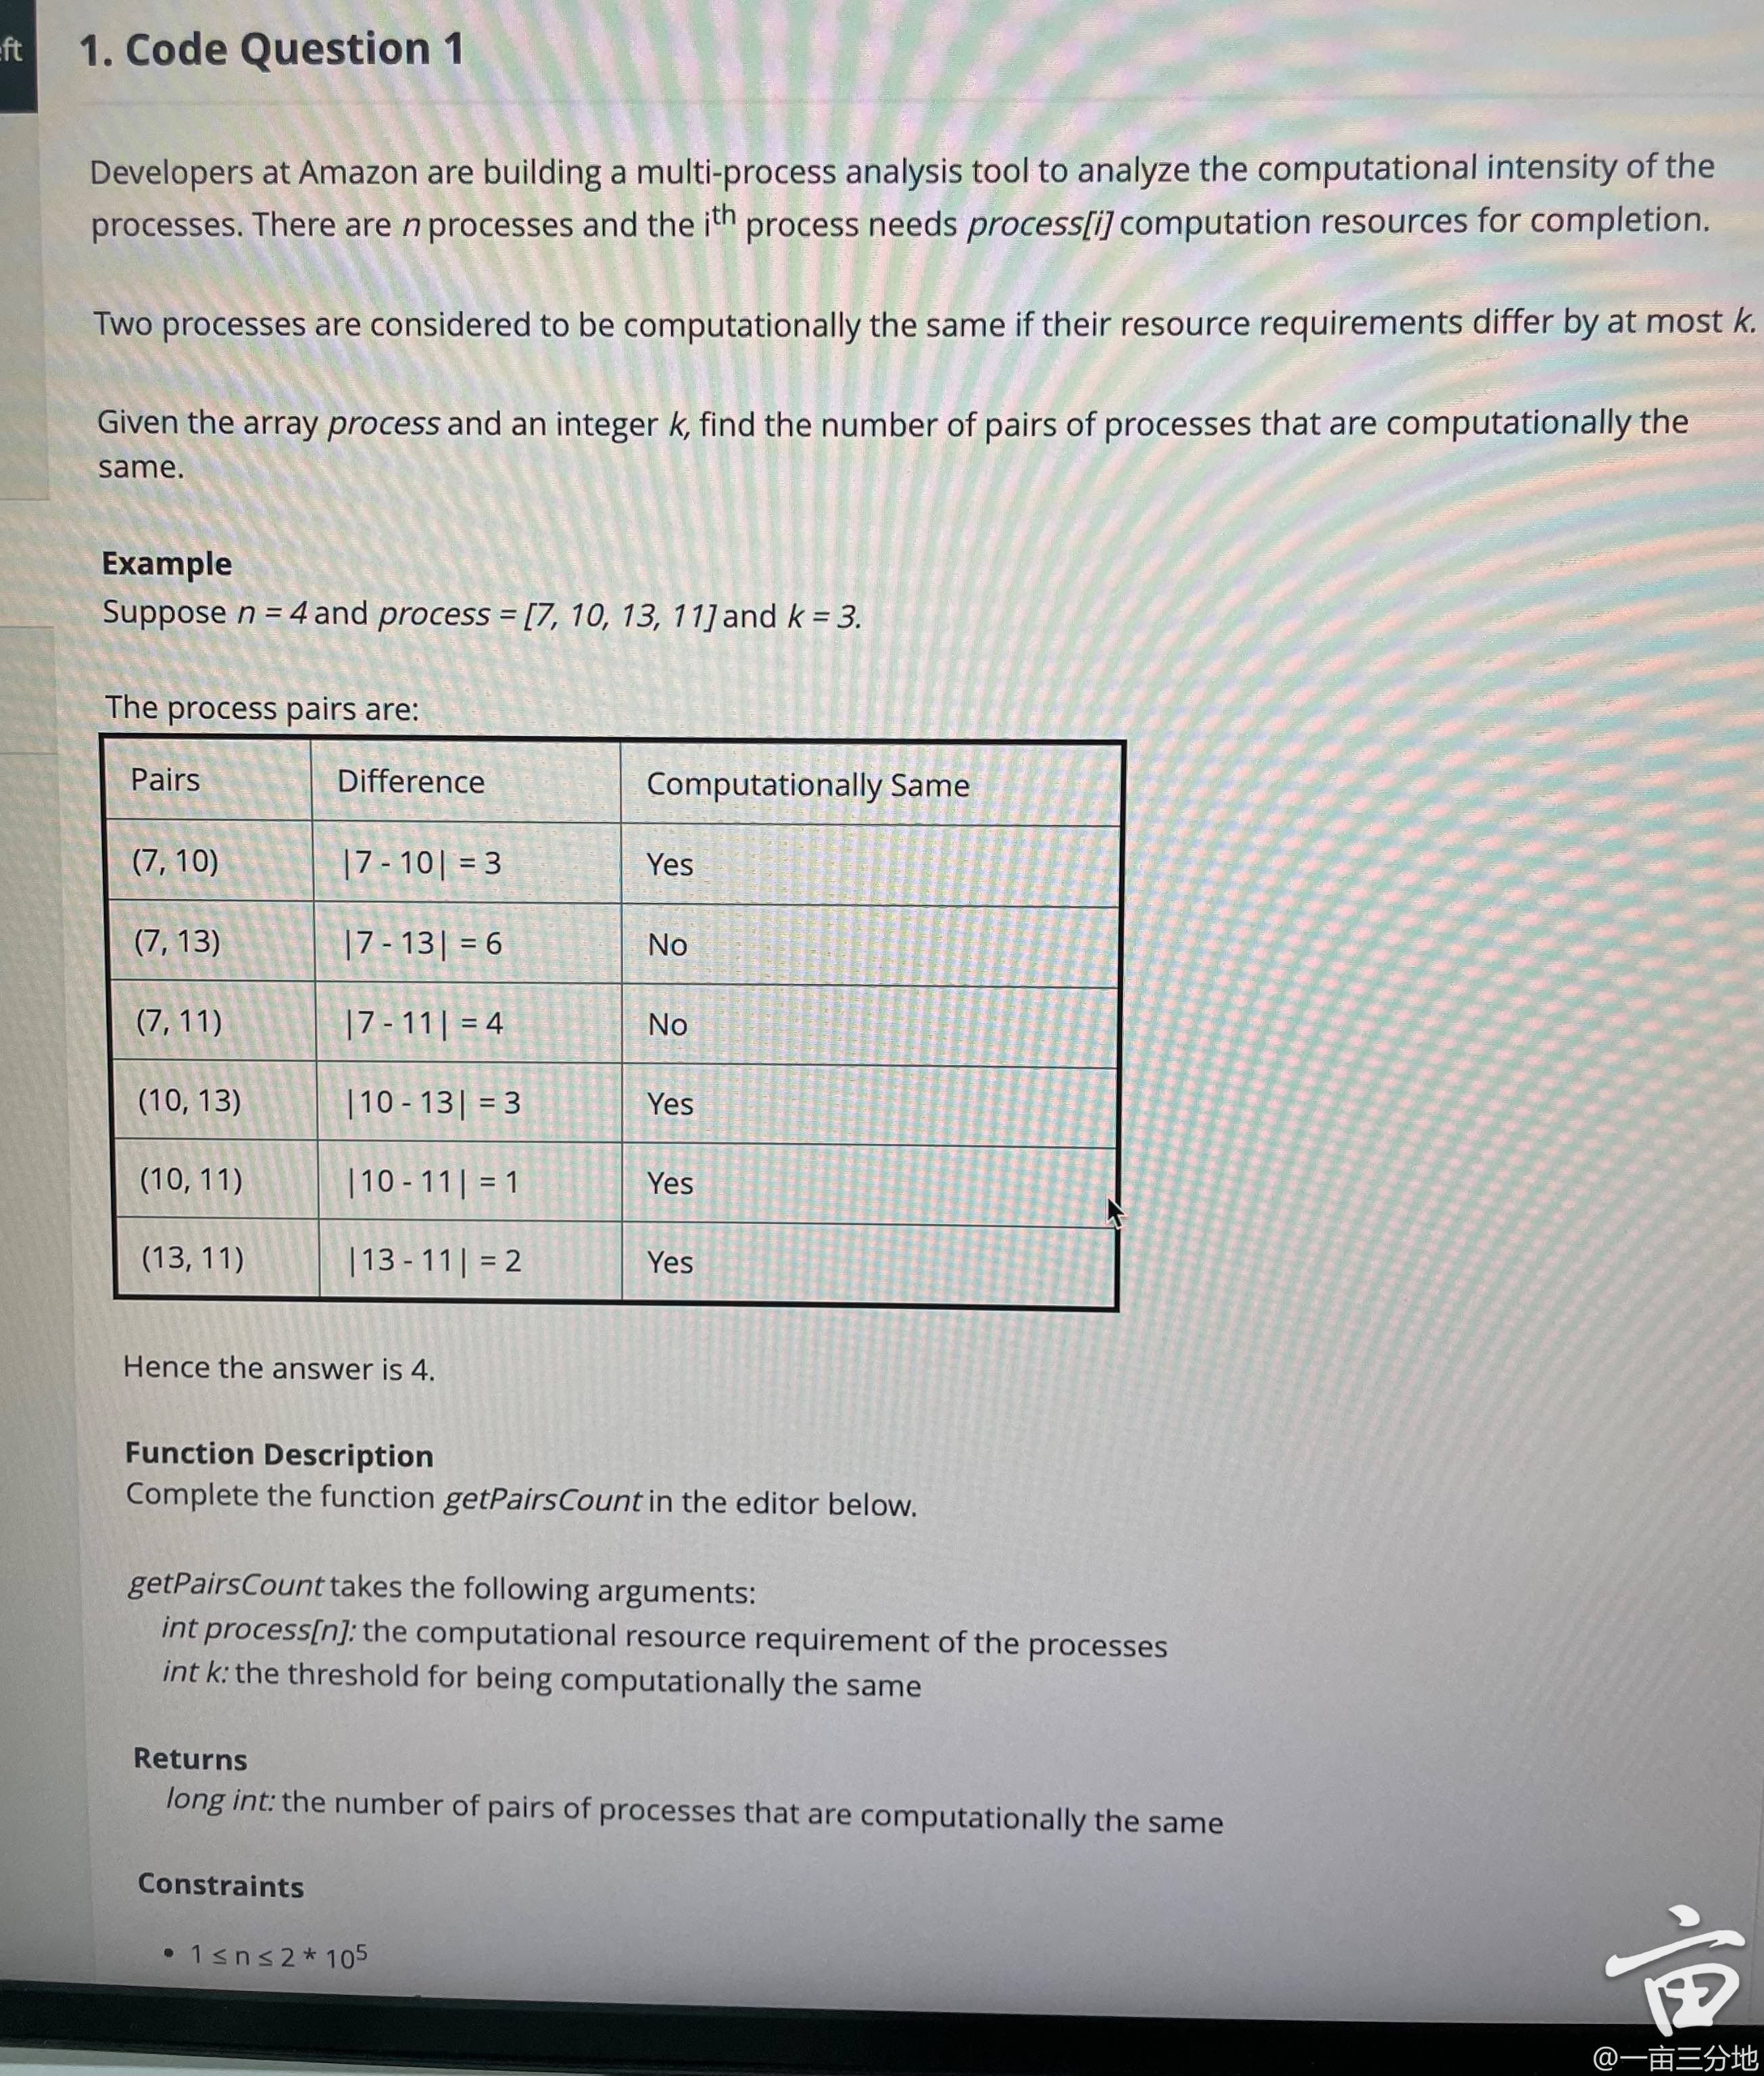 ft
1. Code Question 1
Developers at Amazon are building a multi-process analysis tool to analyze the computational intensity of the
processes. There are n processes and the ith process needs process[i] computation resources for completion.
Two processes are considered to be computationally the same if their resource requirements differ by at most k.
Given the array process and an integer k, find the number of pairs of processes that are computationally the
same.
Example
Suppose n = 4 and process = [7, 10, 13, 11] and k = 3.
The process pairs are:
Pairs Difference Computationally Same
(7, 10) |7 - 10| = 3 Yes
(7, 13) |7 - 13| = 6 No
(7, 11) |7 - 11| = 4 No
(10, 13) |10 - 13| = 3 Yes
(10, 11) |10 - 11| = 1 Yes
(13, 11) |13 - 11| = 2 Yes
Hence the answer is 4.
Function Description
Complete the function getPairsCount in the editor below.
getPairsCount takes the following arguments:
int process[n]: the computational resource requirement of the processes
int k: the threshold for being computationally the same
Returns
long int: the number of pairs of processes that are computationally the same
Constraints
• 1 ≤ n ≤ 2 * 10⁵
亩
@一亩三分地